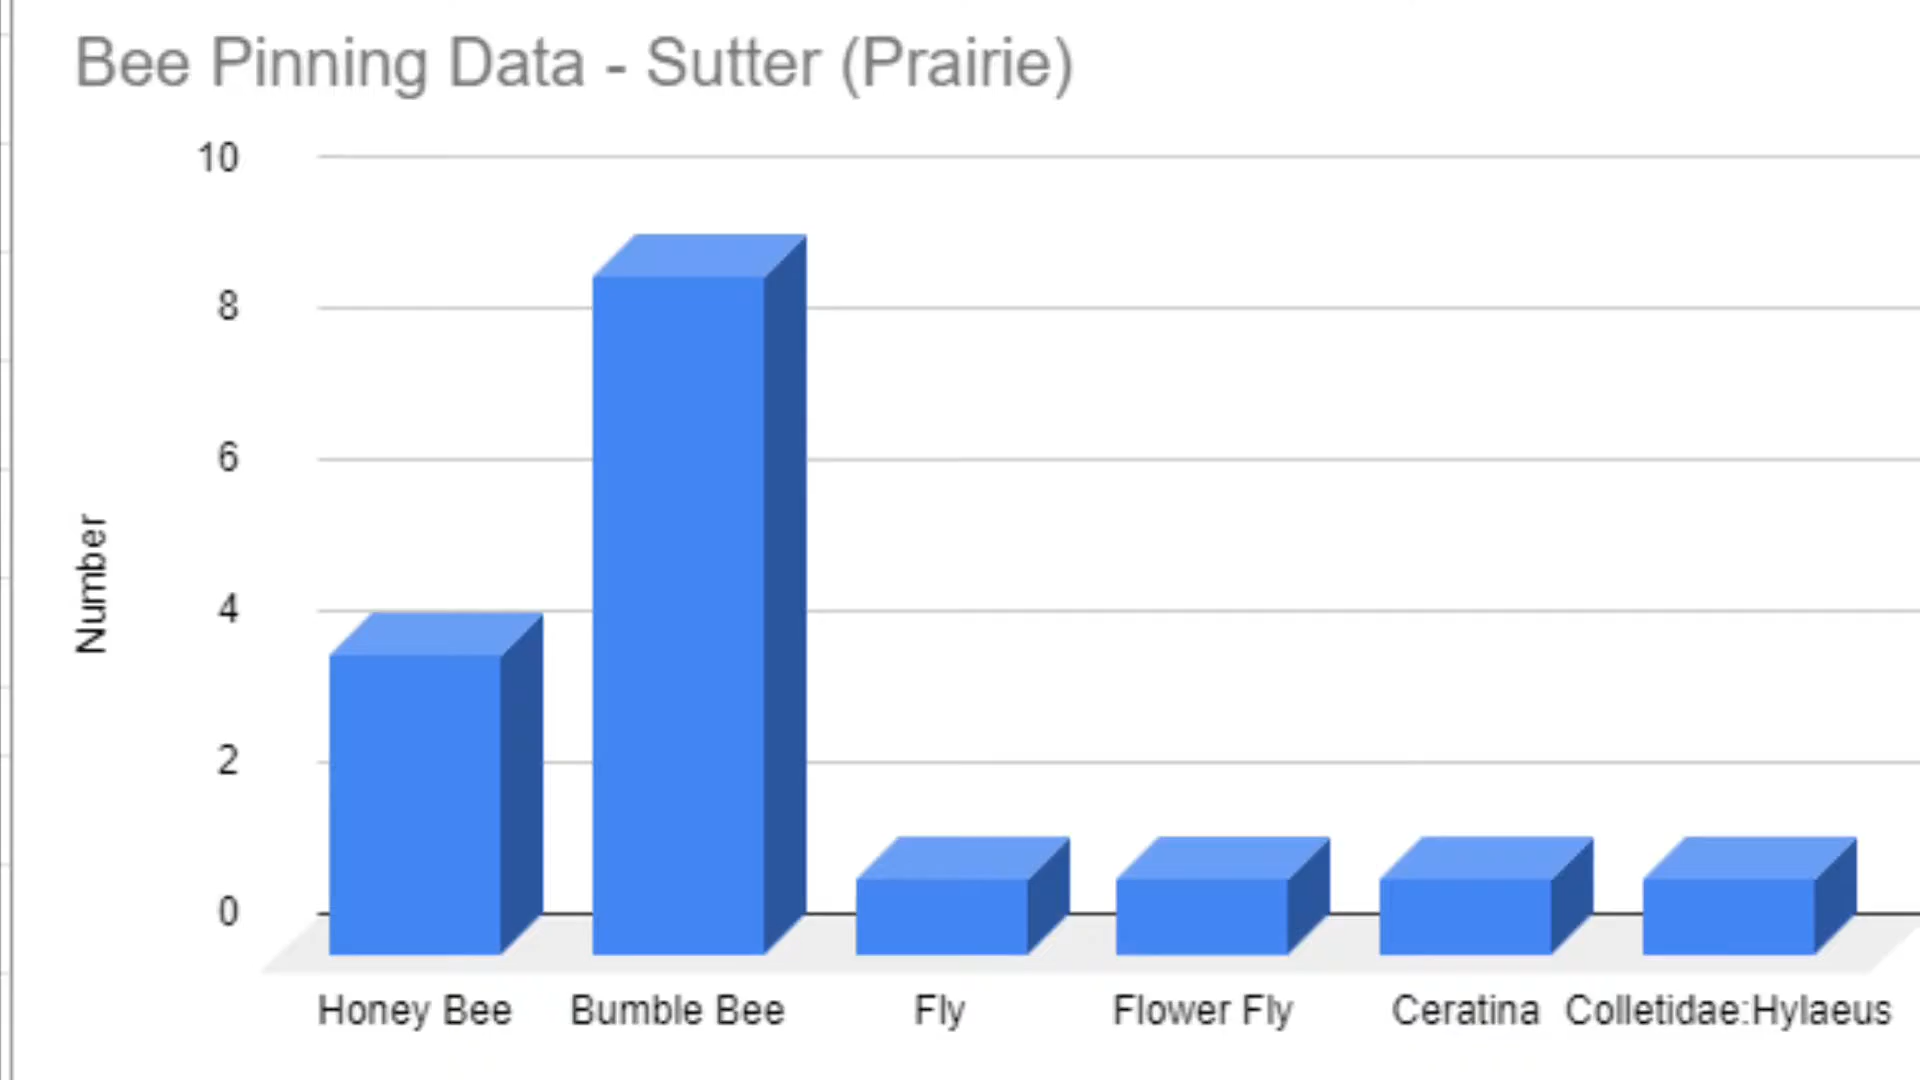 Bee Pinning Data - Sutter (Prairie)
10
8
6
4
2
0
Number
Honey Bee
Bumble Bee
Fly
Flower Fly
Ceratina
Colletidae:Hylaeus